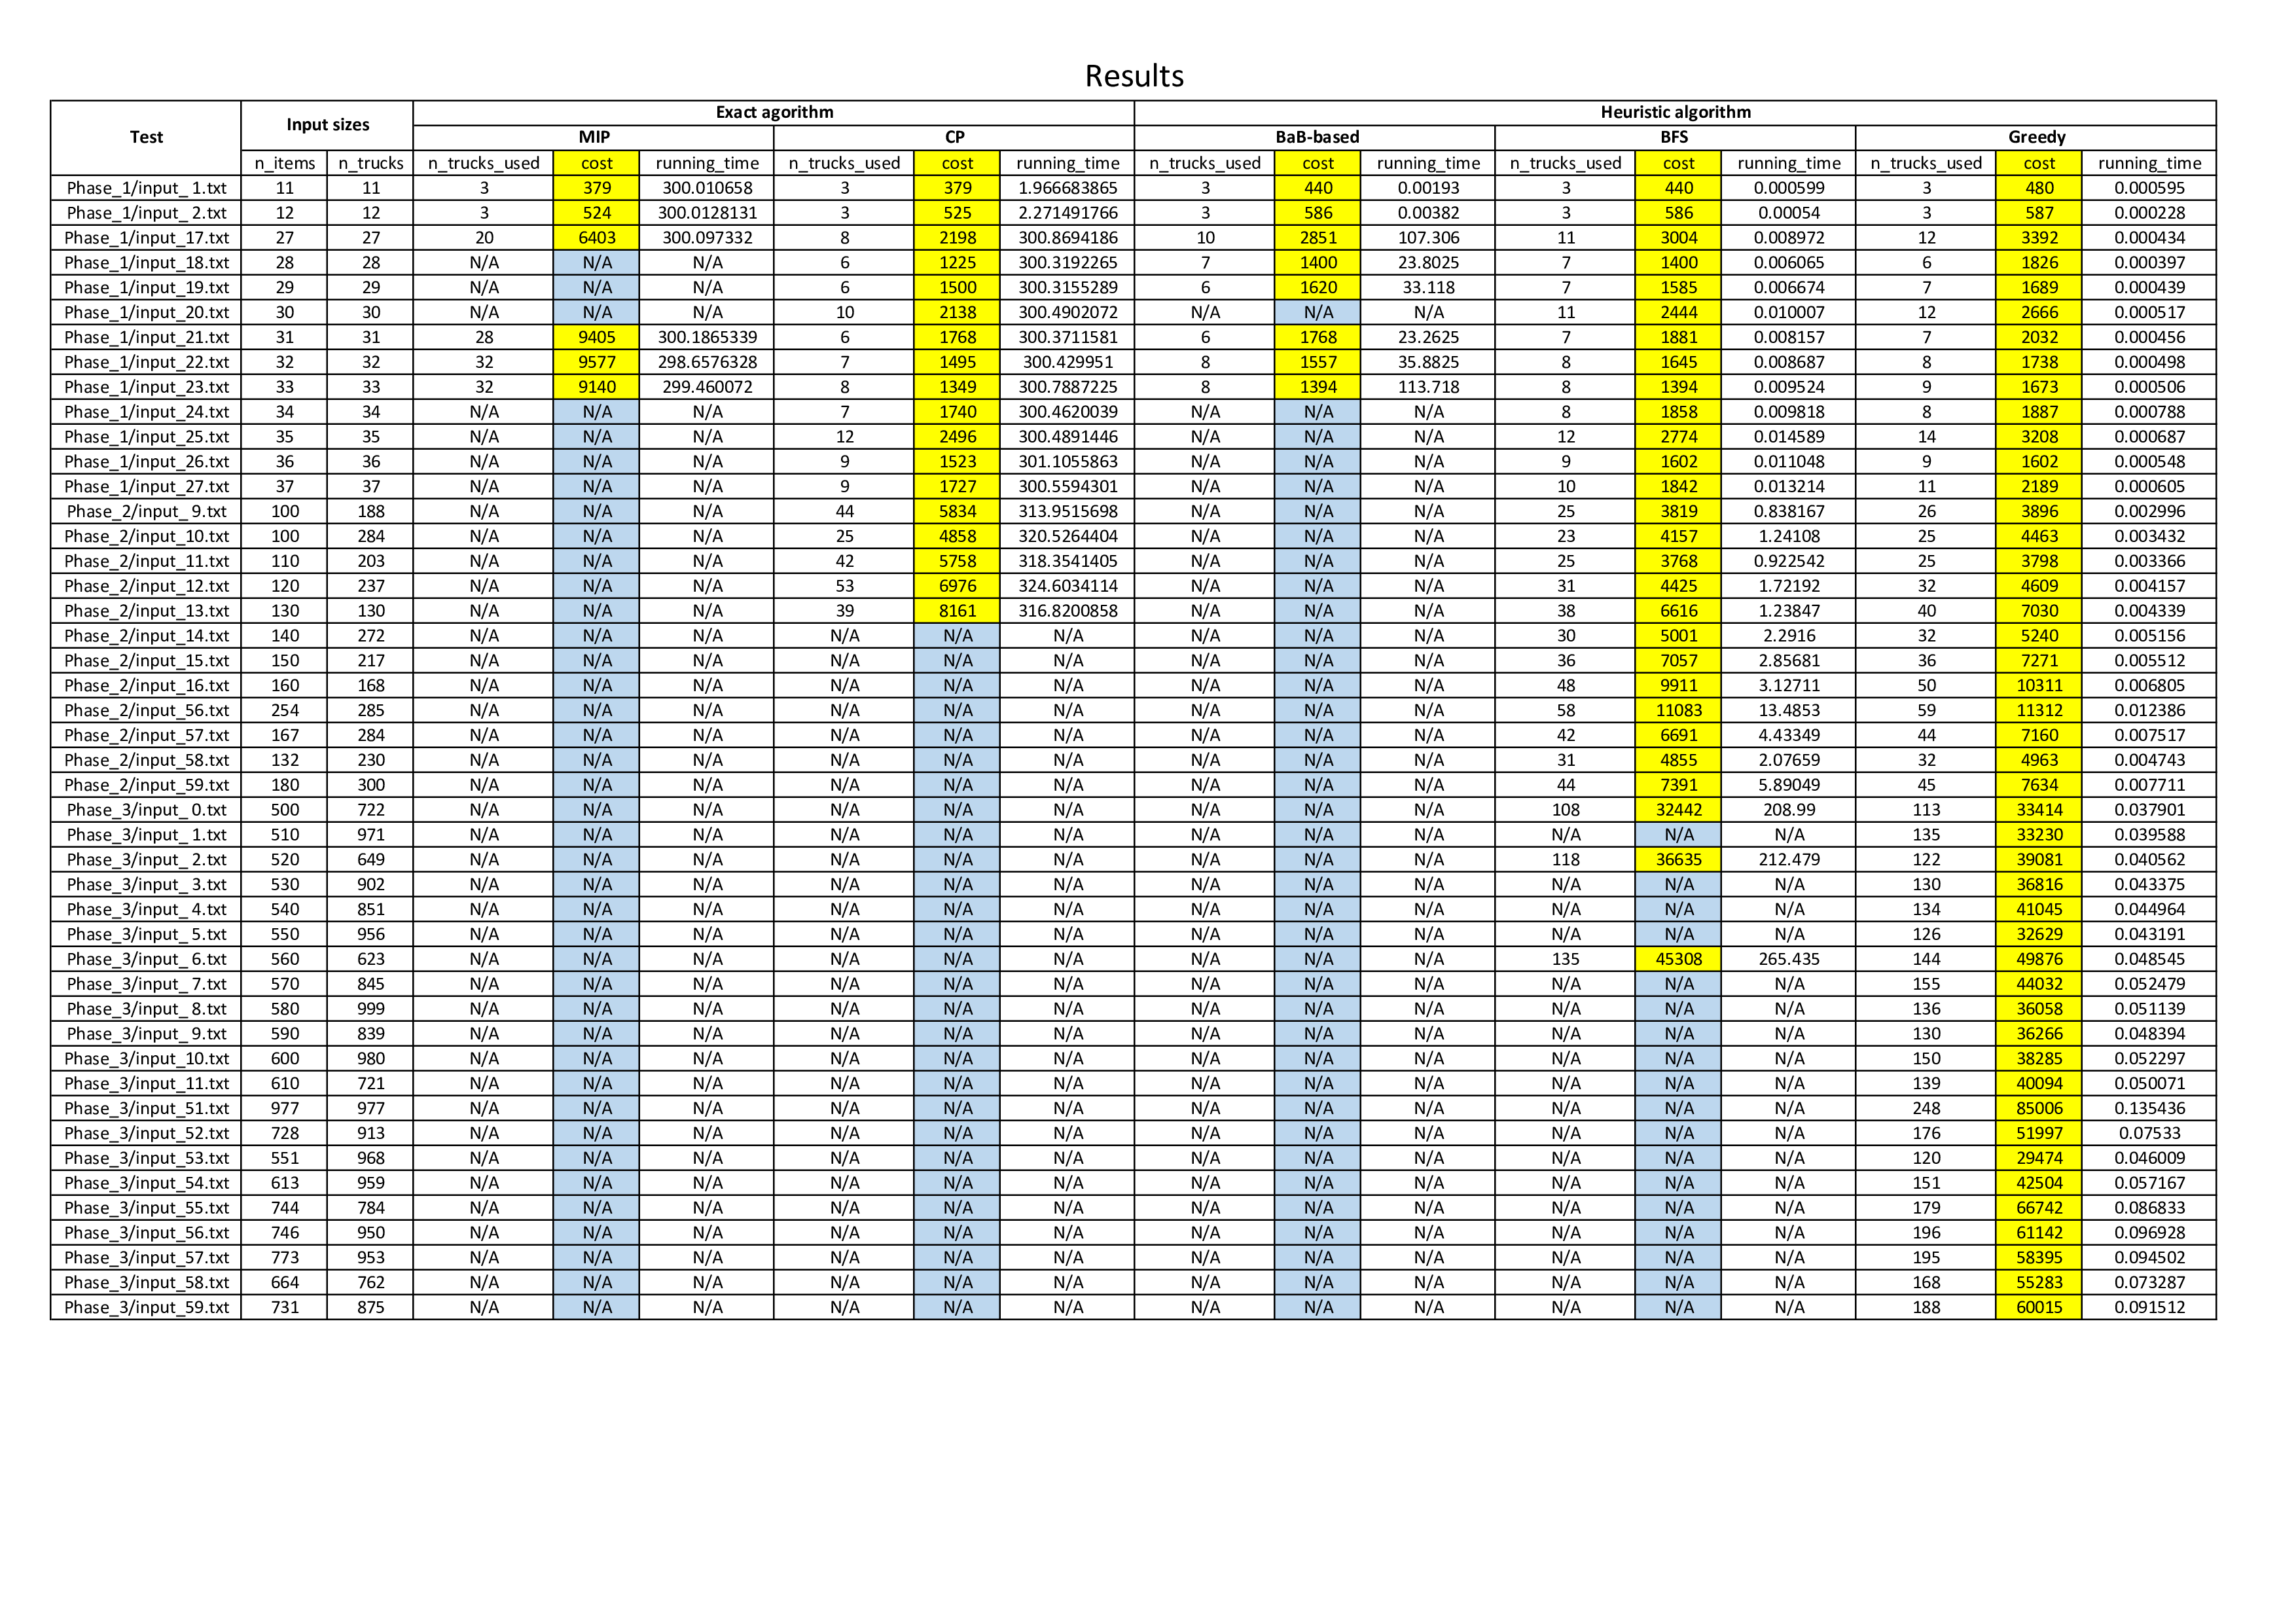 Results
Test Input sizes Exact agorithm Heuristic algorithm
MIP CP BaB-based BFS Greedy
n_items n_trucks n_trucks_used cost running_time n_trucks_used cost running_time n_trucks_used cost running_time n_trucks_used cost running_time n_trucks_used cost running_time
Phase_1/input_ 1.txt 11 11 3 379 300.010658 3 379 1.966683865 3 440 0.00193 3 440 0.000599 3 480 0.000595
Phase_1/input_ 2.txt 12 12 3 524 300.0128131 3 525 2.271491766 3 586 0.00382 3 586 0.00054 3 587 0.000228
Phase_1/input_17.txt 27 27 20 6403 300.097332 8 2198 300.8694186 10 2851 107.306 11 3004 0.008972 12 3392 0.000434
Phase_1/input_18.txt 28 28 N/A N/A N/A 6 1225 300.3192265 7 1400 23.8025 7 1400 0.006065 6 1826 0.000397
Phase_1/input_19.txt 29 29 N/A N/A N/A 6 1500 300.3155289 6 1620 33.118 7 1585 0.006674 7 1689 0.000439
Phase_1/input_20.txt 30 30 N/A N/A N/A 10 2138 300.4902072 N/A N/A N/A 11 2444 0.010007 12 2666 0.000517
Phase_1/input_21.txt 31 31 28 9405 300.1865339 6 1768 300.3711581 6 1768 23.2625 7 1881 0.008157 7 2032 0.000456
Phase_1/input_22.txt 32 32 32 9577 298.6576328 7 1495 300.429951 8 1557 35.8825 8 1645 0.008687 8 1738 0.000498
Phase_1/input_23.txt 33 33 32 9140 299.460072 8 1349 300.7887225 8 1394 113.718 8 1394 0.009524 9 1673 0.000506
Phase_1/input_24.txt 34 34 N/A N/A N/A 7 1740 300.4620039 N/A N/A N/A 8 1858 0.009818 8 1887 0.000788
Phase_1/input_25.txt 35 35 N/A N/A N/A 12 2496 300.4891446 N/A N/A N/A 12 2774 0.014589 14 3208 0.000687
Phase_1/input_26.txt 36 36 N/A N/A N/A 9 1523 301.1055863 N/A N/A N/A 9 1602 0.011048 9 1602 0.000548
Phase_1/input_27.txt 37 37 N/A N/A N/A 9 1727 300.5594301 N/A N/A N/A 10 1842 0.013214 11 2189 0.000605
Phase_2/input_ 9.txt 100 188 N/A N/A N/A 44 5834 313.9515698 N/A N/A N/A 25 3819 0.838167 26 3896 0.002996
Phase_2/input_10.txt 100 284 N/A N/A N/A 25 4858 320.5264404 N/A N/A N/A 23 4157 1.24108 25 4463 0.003432
Phase_2/input_11.txt 110 203 N/A N/A N/A 42 5758 318.3541405 N/A N/A N/A 25 3768 0.922542 25 3798 0.003366
Phase_2/input_12.txt 120 237 N/A N/A N/A 53 6976 324.6034114 N/A N/A N/A 31 4425 1.72192 32 4609 0.004157
Phase_2/input_13.txt 130 130 N/A N/A N/A 39 8161 316.8200858 N/A N/A N/A 38 6616 1.23847 40 7030 0.004339
Phase_2/input_14.txt 140 272 N/A N/A N/A N/A N/A N/A N/A N/A N/A 30 5001 2.2916 32 5240 0.005156
Phase_2/input_15.txt 150 217 N/A N/A N/A N/A N/A N/A N/A N/A N/A 36 7057 2.85681 36 7271 0.005512
Phase_2/input_16.txt 160 168 N/A N/A N/A N/A N/A N/A N/A N/A N/A 48 9911 3.12711 50 10311 0.006805
Phase_2/input_56.txt 254 285 N/A N/A N/A N/A N/A N/A N/A N/A N/A 58 11083 13.4853 59 11312 0.012386
Phase_2/input_57.txt 167 284 N/A N/A N/A N/A N/A N/A N/A N/A N/A 42 6691 4.43349 44 7160 0.007517
Phase_2/input_58.txt 132 230 N/A N/A N/A N/A N/A N/A N/A N/A N/A 31 4855 2.07659 32 4963 0.004743
Phase_2/input_59.txt 180 300 N/A N/A N/A N/A N/A N/A N/A N/A N/A 44 7391 5.89049 45 7634 0.007711
Phase_3/input_ 0.txt 500 722 N/A N/A N/A N/A N/A N/A N/A N/A N/A 108 32442 208.99 113 33414 0.037901
Phase_3/input_ 1.txt 510 971 N/A N/A N/A N/A N/A N/A N/A N/A N/A N/A N/A N/A 135 33230 0.039588
Phase_3/input_ 2.txt 520 649 N/A N/A N/A N/A N/A N/A N/A N/A N/A 118 36635 212.479 122 39081 0.040562
Phase_3/input_ 3.txt 530 902 N/A N/A N/A N/A N/A N/A N/A N/A N/A N/A N/A N/A 130 36816 0.043375
Phase_3/input_ 4.txt 540 851 N/A N/A N/A N/A N/A N/A N/A N/A N/A N/A N/A N/A 134 41045 0.044964
Phase_3/input_ 5.txt 550 956 N/A N/A N/A N/A N/A N/A N/A N/A N/A N/A N/A N/A 126 32629 0.043191
Phase_3/input_ 6.txt 560 623 N/A N/A N/A N/A N/A N/A N/A N/A N/A 135 45308 265.435 144 49876 0.048545
Phase_3/input_ 7.txt 570 845 N/A N/A N/A N/A N/A N/A N/A N/A N/A N/A N/A N/A 155 44032 0.052479
Phase_3/input_ 8.txt 580 999 N/A N/A N/A N/A N/A N/A N/A N/A N/A N/A N/A N/A 136 36058 0.051139
Phase_3/input_ 9.txt 590 839 N/A N/A N/A N/A N/A N/A N/A N/A N/A N/A N/A N/A 130 36266 0.048394
Phase_3/input_10.txt 600 980 N/A N/A N/A N/A N/A N/A N/A N/A N/A N/A N/A N/A 150 38285 0.052297
Phase_3/input_11.txt 610 721 N/A N/A N/A N/A N/A N/A N/A N/A N/A N/A N/A N/A 139 40094 0.050071
Phase_3/input_51.txt 977 977 N/A N/A N/A N/A N/A N/A N/A N/A N/A N/A N/A N/A 248 85006 0.135436
Phase_3/input_52.txt 728 913 N/A N/A N/A N/A N/A N/A N/A N/A N/A N/A N/A N/A 176 51997 0.07533
Phase_3/input_53.txt 551 968 N/A N/A N/A N/A N/A N/A N/A N/A N/A N/A N/A N/A 120 29474 0.046009
Phase_3/input_54.txt 613 959 N/A N/A N/A N/A N/A N/A N/A N/A N/A N/A N/A N/A 151 42504 0.057167
Phase_3/input_55.txt 744 784 N/A N/A N/A N/A N/A N/A N/A N/A N/A N/A N/A N/A 179 66742 0.086833
Phase_3/input_56.txt 746 950 N/A N/A N/A N/A N/A N/A N/A N/A N/A N/A N/A N/A 196 61142 0.096928
Phase_3/input_57.txt 773 953 N/A N/A N/A N/A N/A N/A N/A N/A N/A N/A N/A N/A 195 58395 0.094502
Phase_3/input_58.txt 664 762 N/A N/A N/A N/A N/A N/A N/A N/A N/A N/A N/A N/A 168 55283 0.073287
Phase_3/input_59.txt 731 875 N/A N/A N/A N/A N/A N/A N/A N/A N/A N/A N/A N/A 188 60015 0.091512